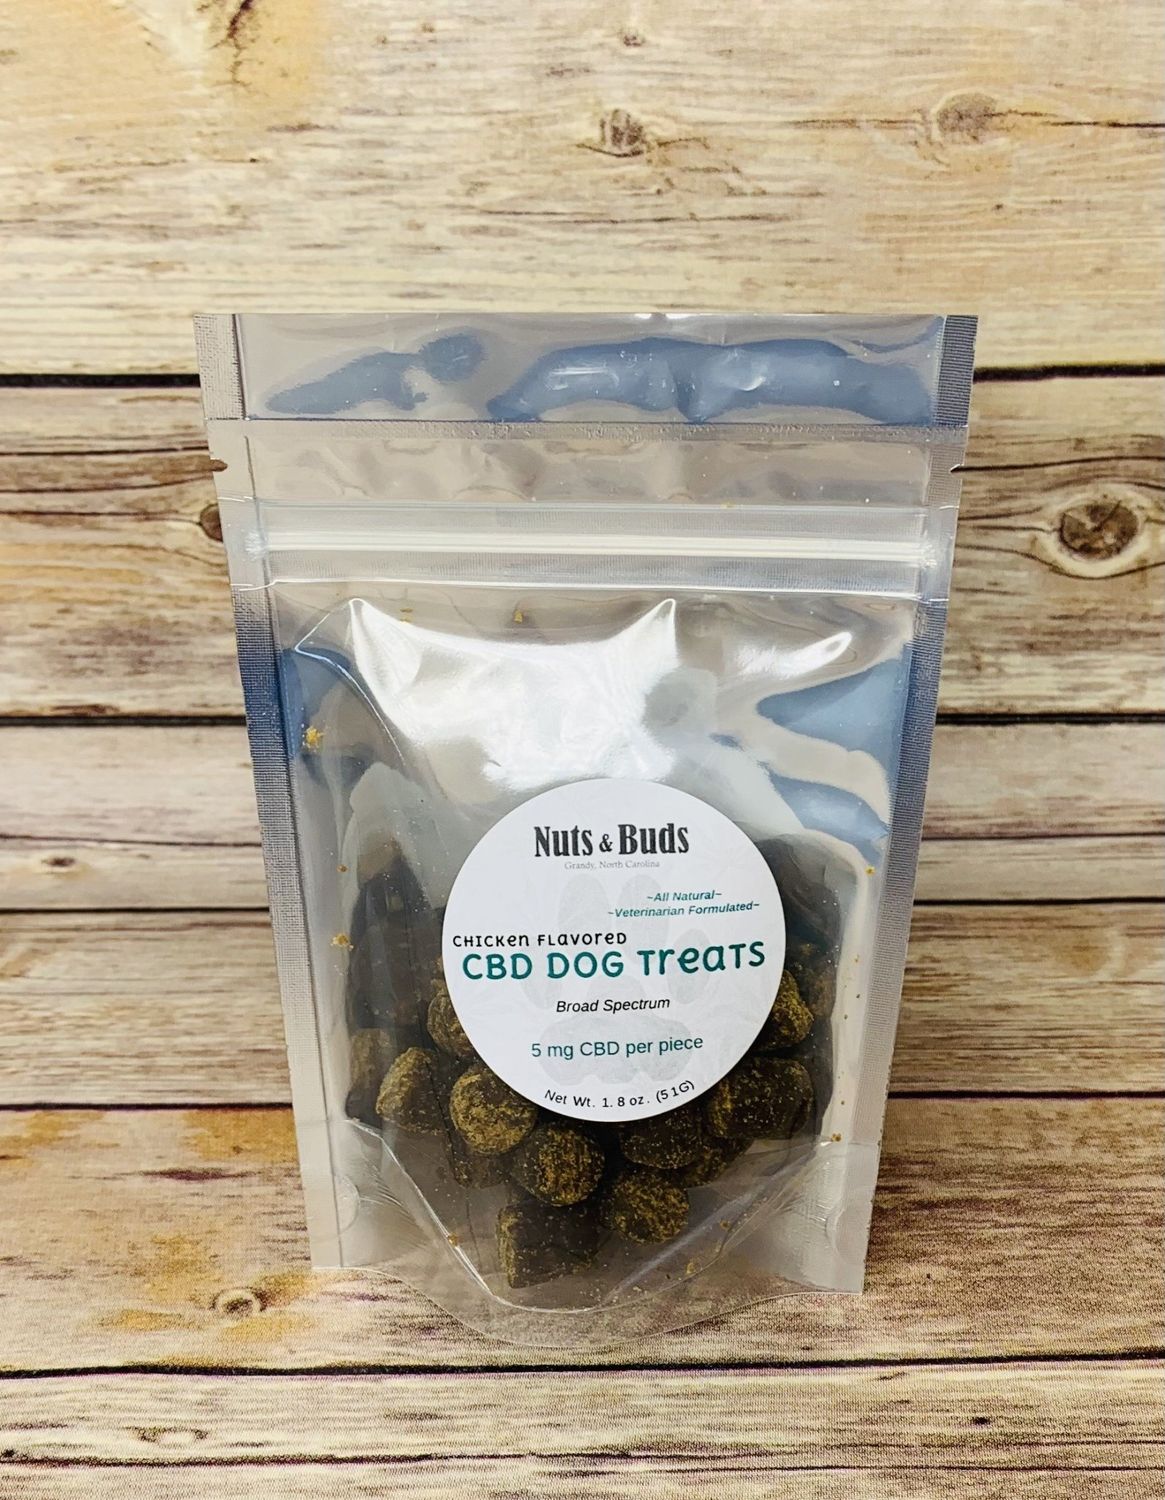 Nuts & Buds
Grandy, North Carolina
~All Natural~
~Veterinarian Formulated~
CHICKEN FLAVORED
CBD DOG TREATS
Broad Spectrum
5 mg CBD per piece
Net Wt. 1.8 oz. (51G)